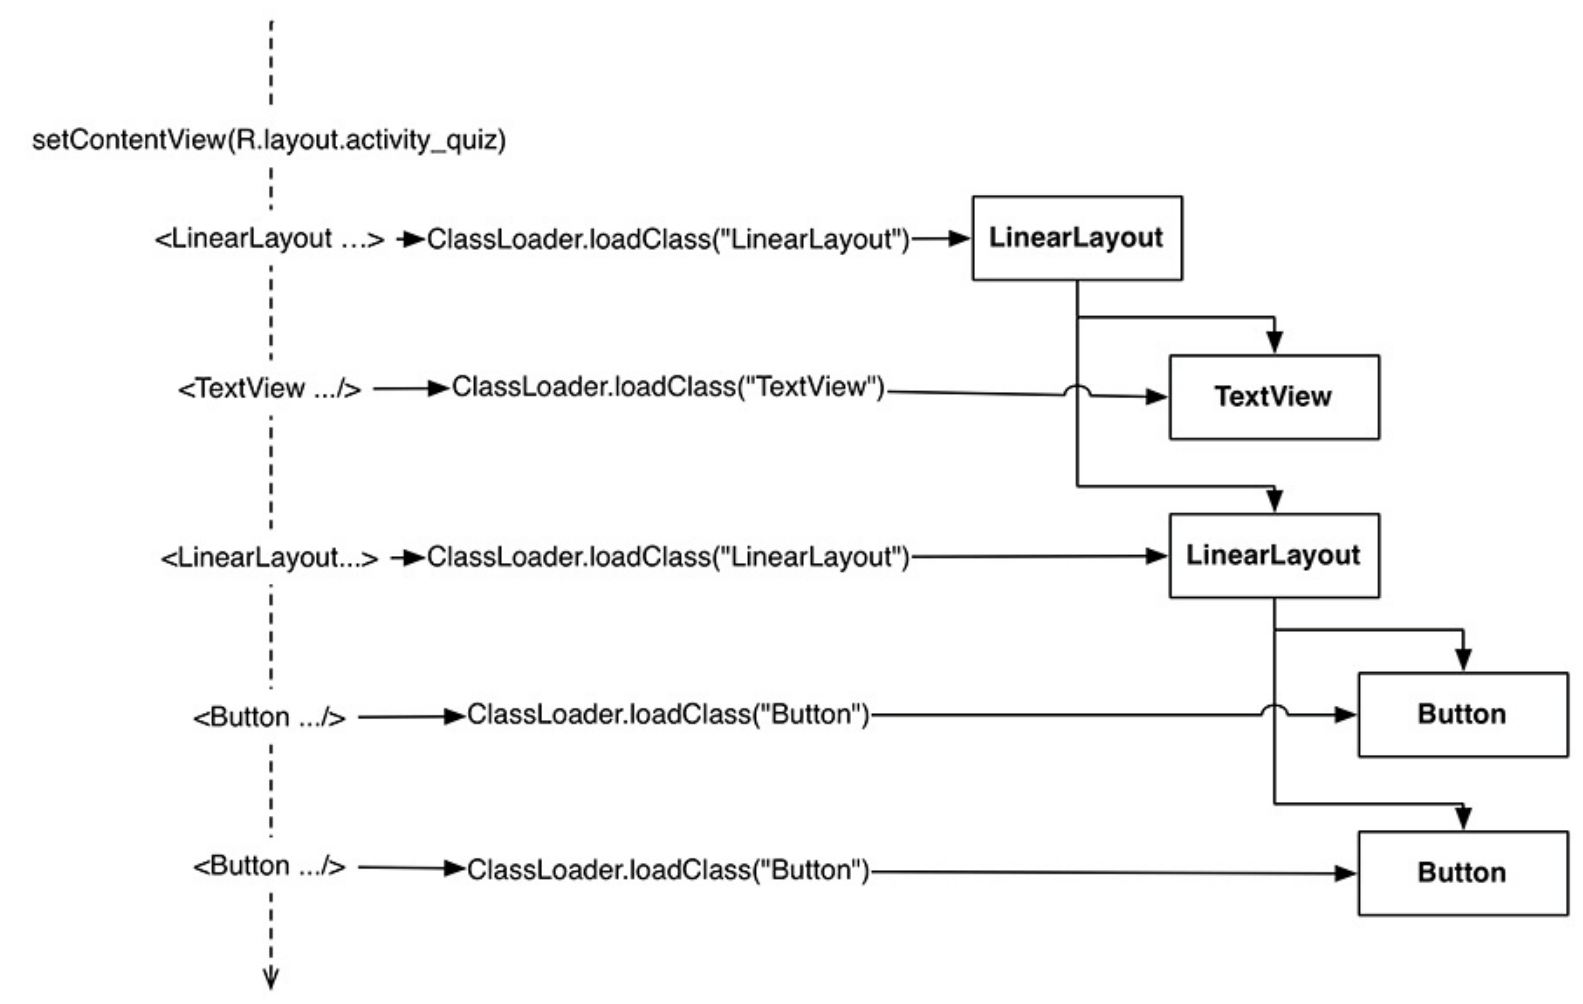 setContentView(R.layout.activity_quiz)
<LinearLayout ...> ClassLoader.loadClass("LinearLayout") LinearLayout
<TextView .../> ClassLoader.loadClass("TextView") TextView
<LinearLayout...> ClassLoader.loadClass("LinearLayout") LinearLayout
<Button .../> ClassLoader.loadClass("Button") Button
<Button .../> ClassLoader.loadClass("Button") Button